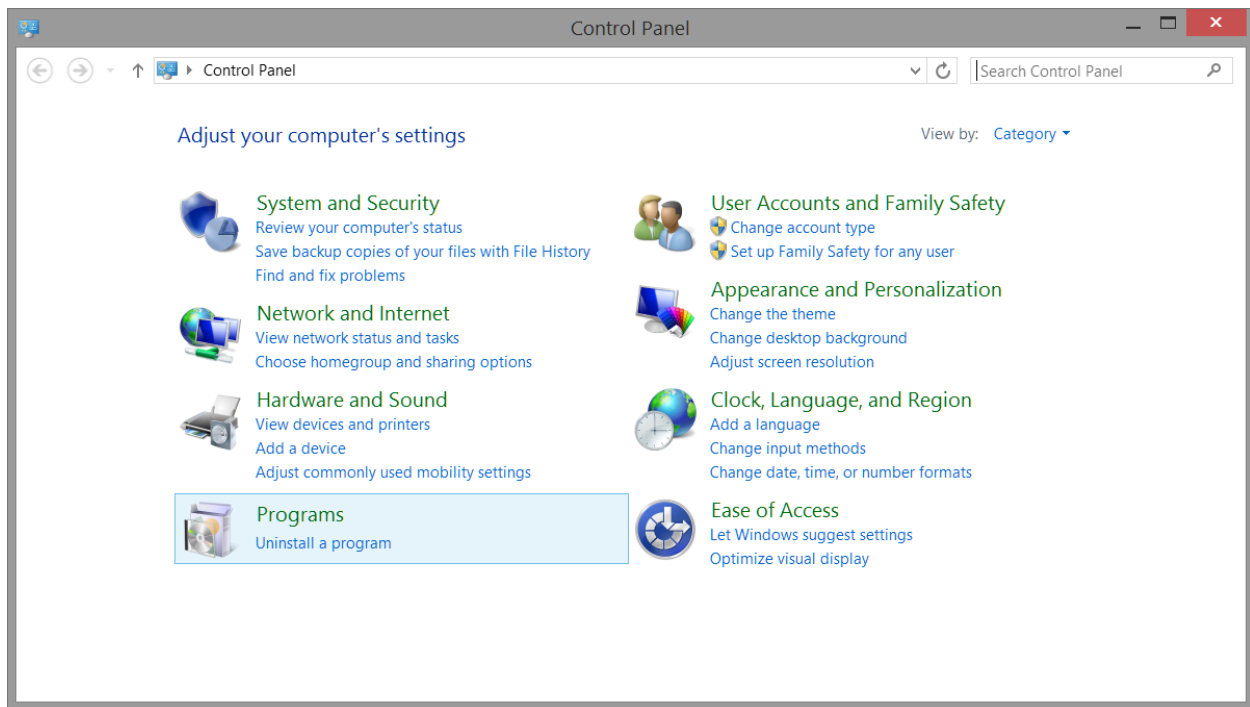 Control Panel
Control Panel
Search Control Panel
Adjust your computer's settings
View by: Category
System and Security
Review your computer's status
Save backup copies of your files with File History
Find and fix problems
Network and Internet
View network status and tasks
Choose homegroup and sharing options
Hardware and Sound
View devices and printers
Add a device
Adjust commonly used mobility settings
Programs
Uninstall a program
User Accounts and Family Safety
Change account type
Set up Family Safety for any user
Appearance and Personalization
Change the theme
Change desktop background
Adjust screen resolution
Clock, Language, and Region
Add a language
Change input methods
Change date, time, or number formats
Ease of Access
Let Windows suggest settings
Optimize visual display